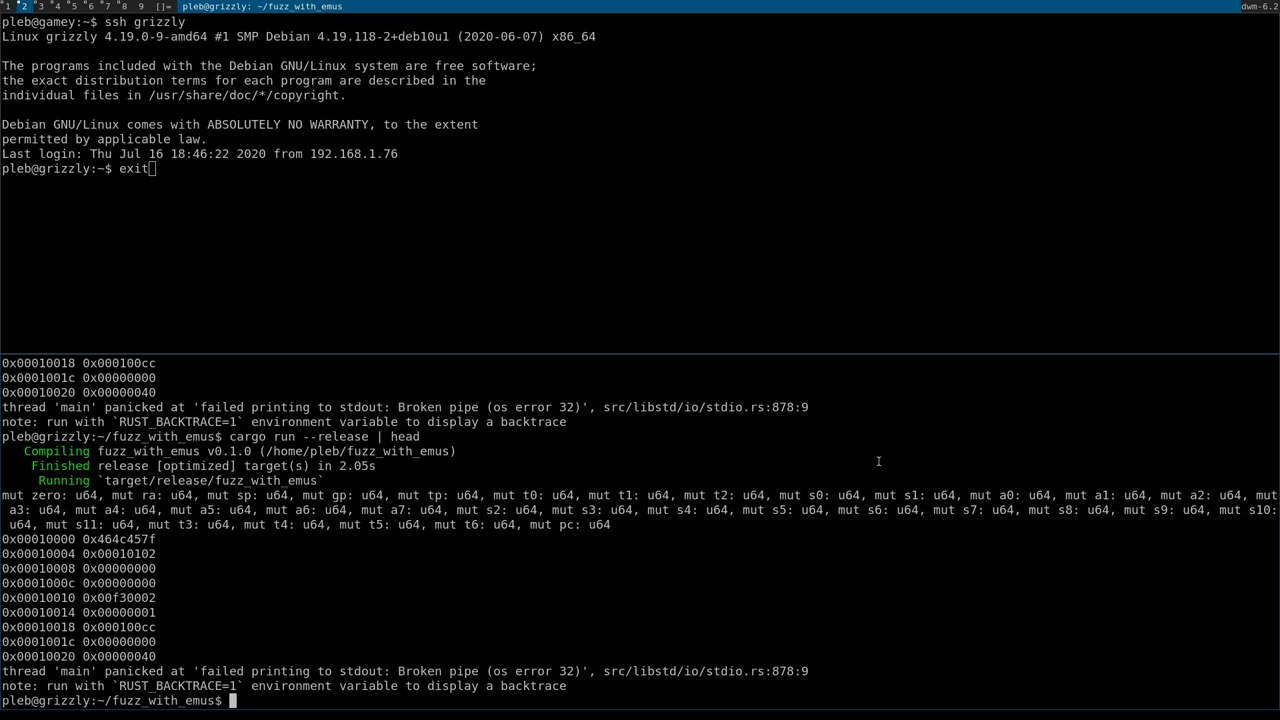 1 2 3 4 5 6 7 8 9 []= pleb@grizzly: ~/fuzz_with_emus dwm-6.2
pleb@gamey:~$ ssh grizzly
Linux grizzly 4.19.0-9-amd64 #1 SMP Debian 4.19.118-2+deb10u1 (2020-06-07) x86_64
The programs included with the Debian GNU/Linux system are free software;
the exact distribution terms for each program are described in the
individual files in /usr/share/doc/*/copyright.
Debian GNU/Linux comes with ABSOLUTELY NO WARRANTY, to the extent
permitted by applicable law.
Last login: Thu Jul 16 18:46:22 2020 from 192.168.1.76
pleb@grizzly:~$ exit
0x00010018 0x000100cc
0x0001001c 0x00000000
0x00010020 0x00000040
thread 'main' panicked at 'failed printing to stdout: Broken pipe (os error 32)', src/libstd/io/stdio.rs:878:9
note: run with `RUST_BACKTRACE=1` environment variable to display a backtrace
pleb@grizzly:~/fuzz_with_emus$ cargo run --release | head
Compiling fuzz_with_emus v0.1.0 (/home/pleb/fuzz_with_emus)
Finished release [optimized] target(s) in 2.05s
Running `target/release/fuzz_with_emus`
mut zero: u64, mut ra: u64, mut sp: u64, mut gp: u64, mut tp: u64, mut t0: u64, mut t1: u64, mut t2: u64, mut s0: u64, mut s1: u64, mut a0: u64, mut a1: u64, mut a2: u64, mut
a3: u64, mut a4: u64, mut a5: u64, mut a6: u64, mut a7: u64, mut s2: u64, mut s3: u64, mut s4: u64, mut s5: u64, mut s6: u64, mut s7: u64, mut s8: u64, mut s9: u64, mut s10:
u64, mut s11: u64, mut t3: u64, mut t4: u64, mut t5: u64, mut t6: u64, mut pc: u64
0x00010000 0x464c457f
0x00010004 0x00010102
0x00010008 0x00000000
0x0001000c 0x00000000
0x00010010 0x00f30002
0x00010014 0x00000001
0x00010018 0x000100cc
0x0001001c 0x00000000
0x00010020 0x00000040
thread 'main' panicked at 'failed printing to stdout: Broken pipe (os error 32)', src/libstd/io/stdio.rs:878:9
note: run with `RUST_BACKTRACE=1` environment variable to display a backtrace
pleb@grizzly:~/fuzz_with_emus$